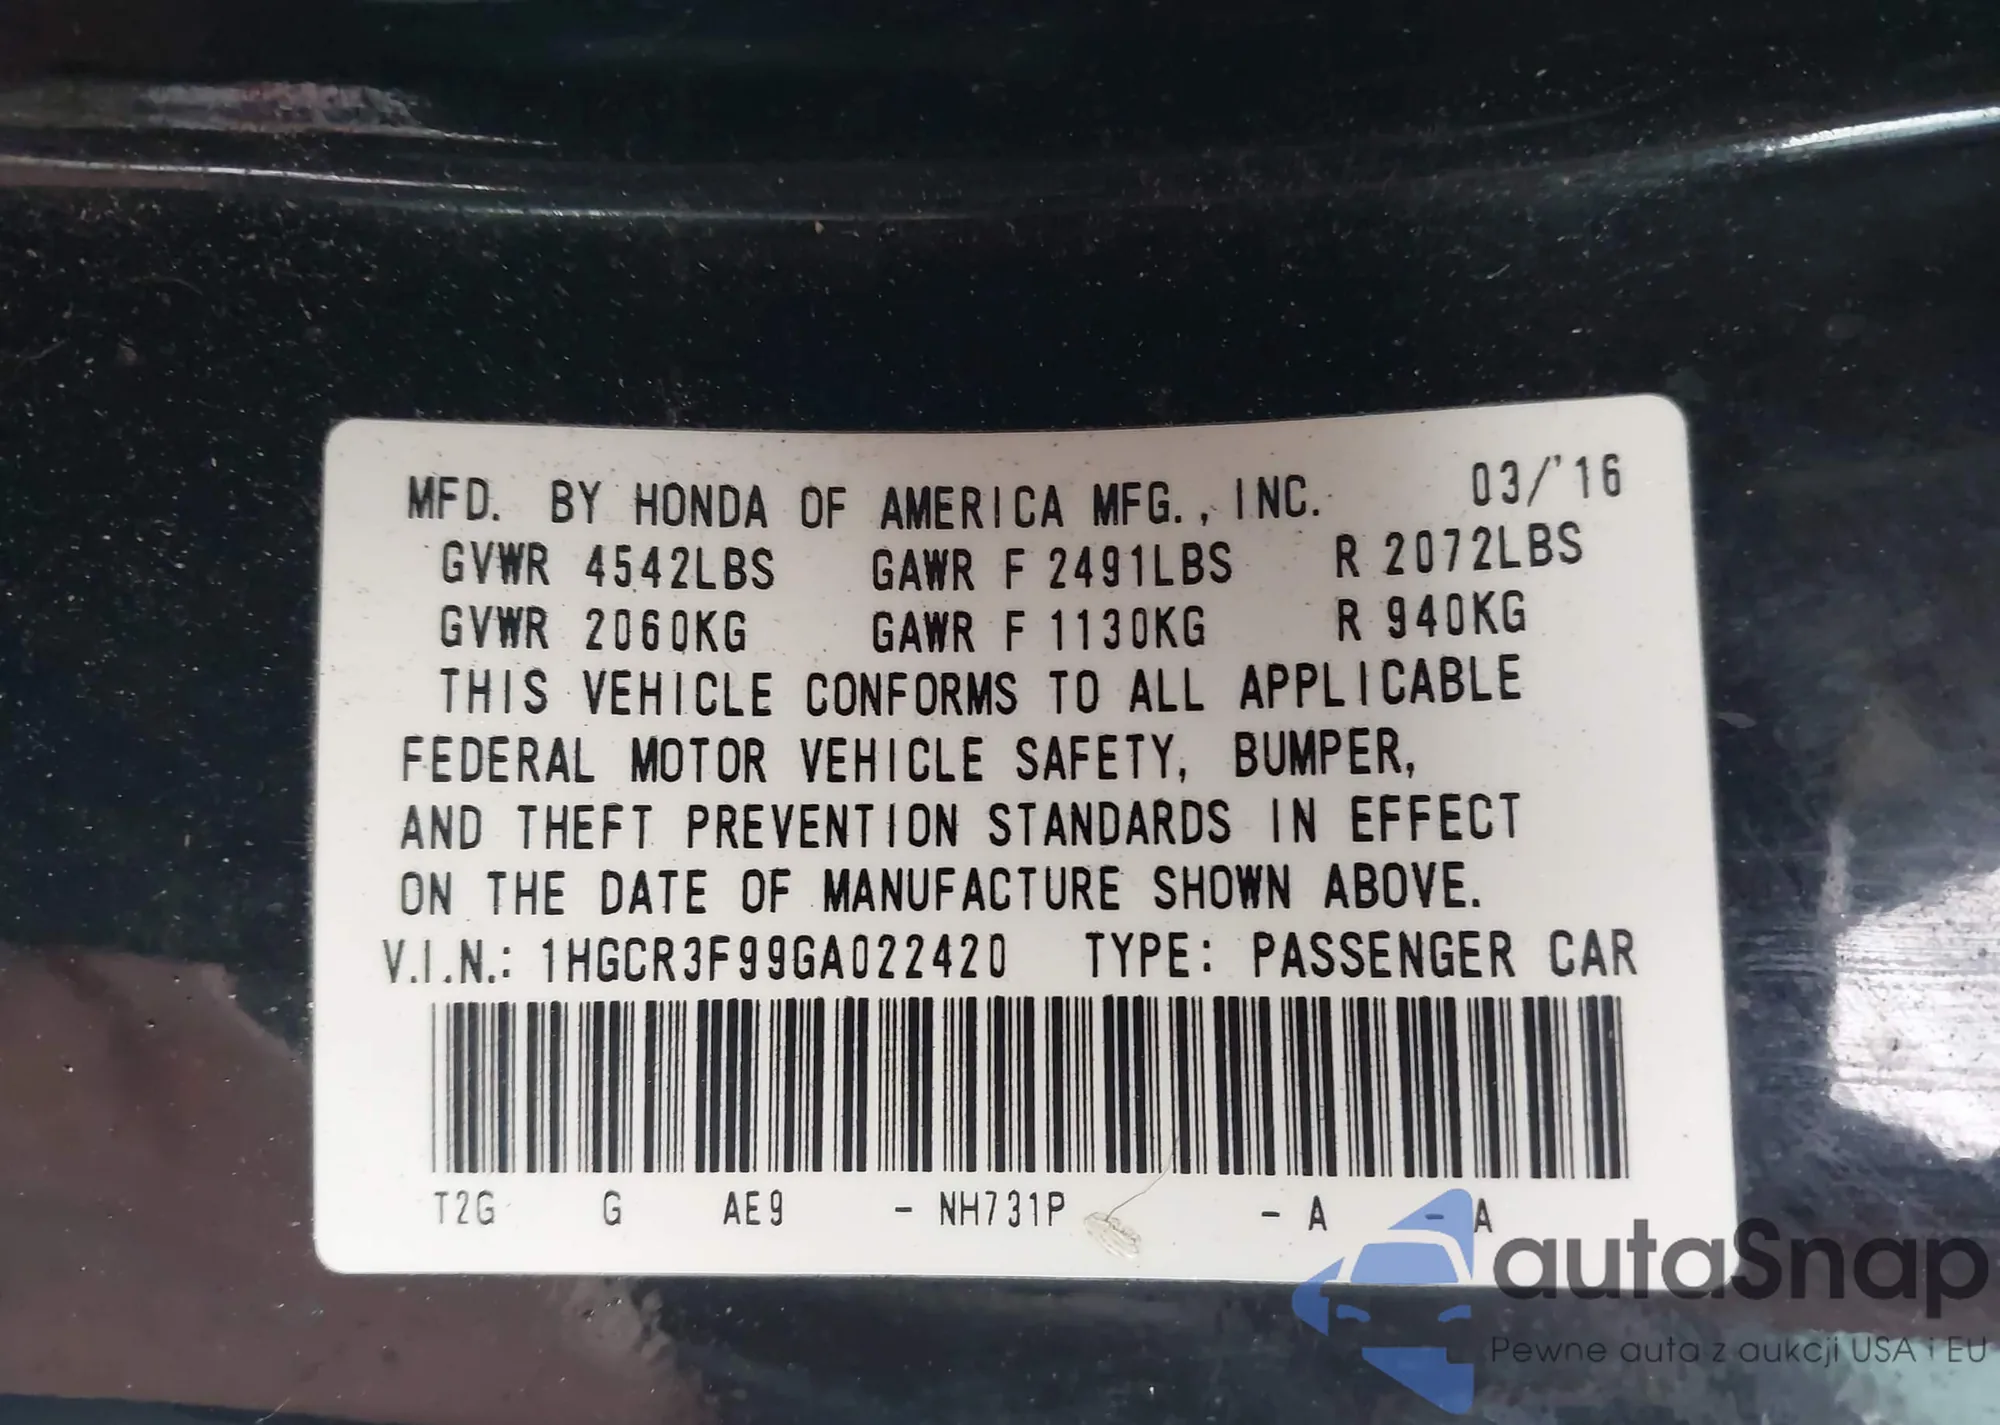 MFD. BY HONDA OF AMERICA MFG., INC. 03/'16
GVWR 4542LBS GAWR F 2491LBS R 2072LBS
GVWR 2060KG GAWR F 1130KG R 940KG
THIS VEHICLE CONFORMS TO ALL APPLICABLE
FEDERAL MOTOR VEHICLE SAFETY, BUMPER,
AND THEFT PREVENTION STANDARDS IN EFFECT
ON THE DATE OF MANUFACTURE SHOWN ABOVE.
V.I.N.: 1HGCR3F99GA022420 TYPE: PASSENGER CAR
T2G G AE9 - NH731P - A - A
autaSnap
Pewne auta z aukcji USA i EU